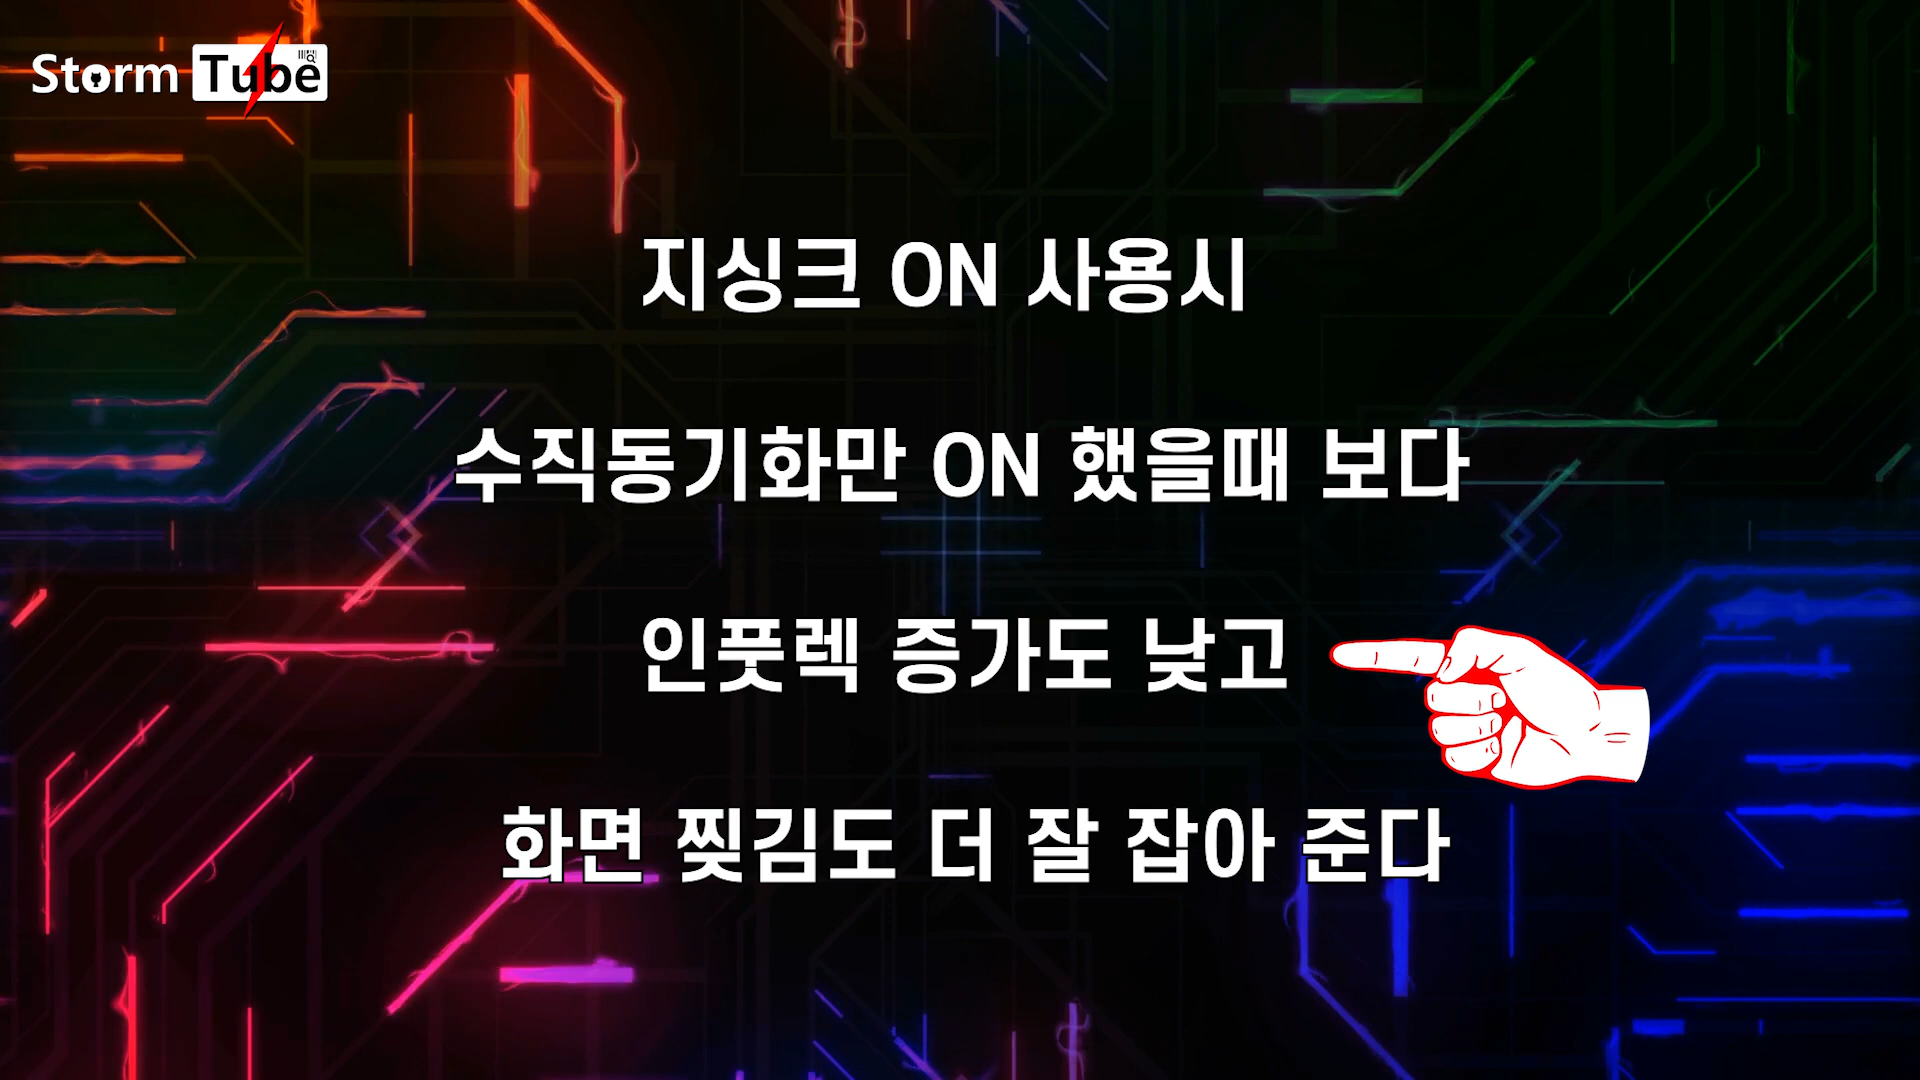 Storm Tube
지싱크 ON 사용시
수직동기화만 ON 했을때 보다
인풋렉 증가도 낮고
화면 찢김도 더 잘 잡아 준다